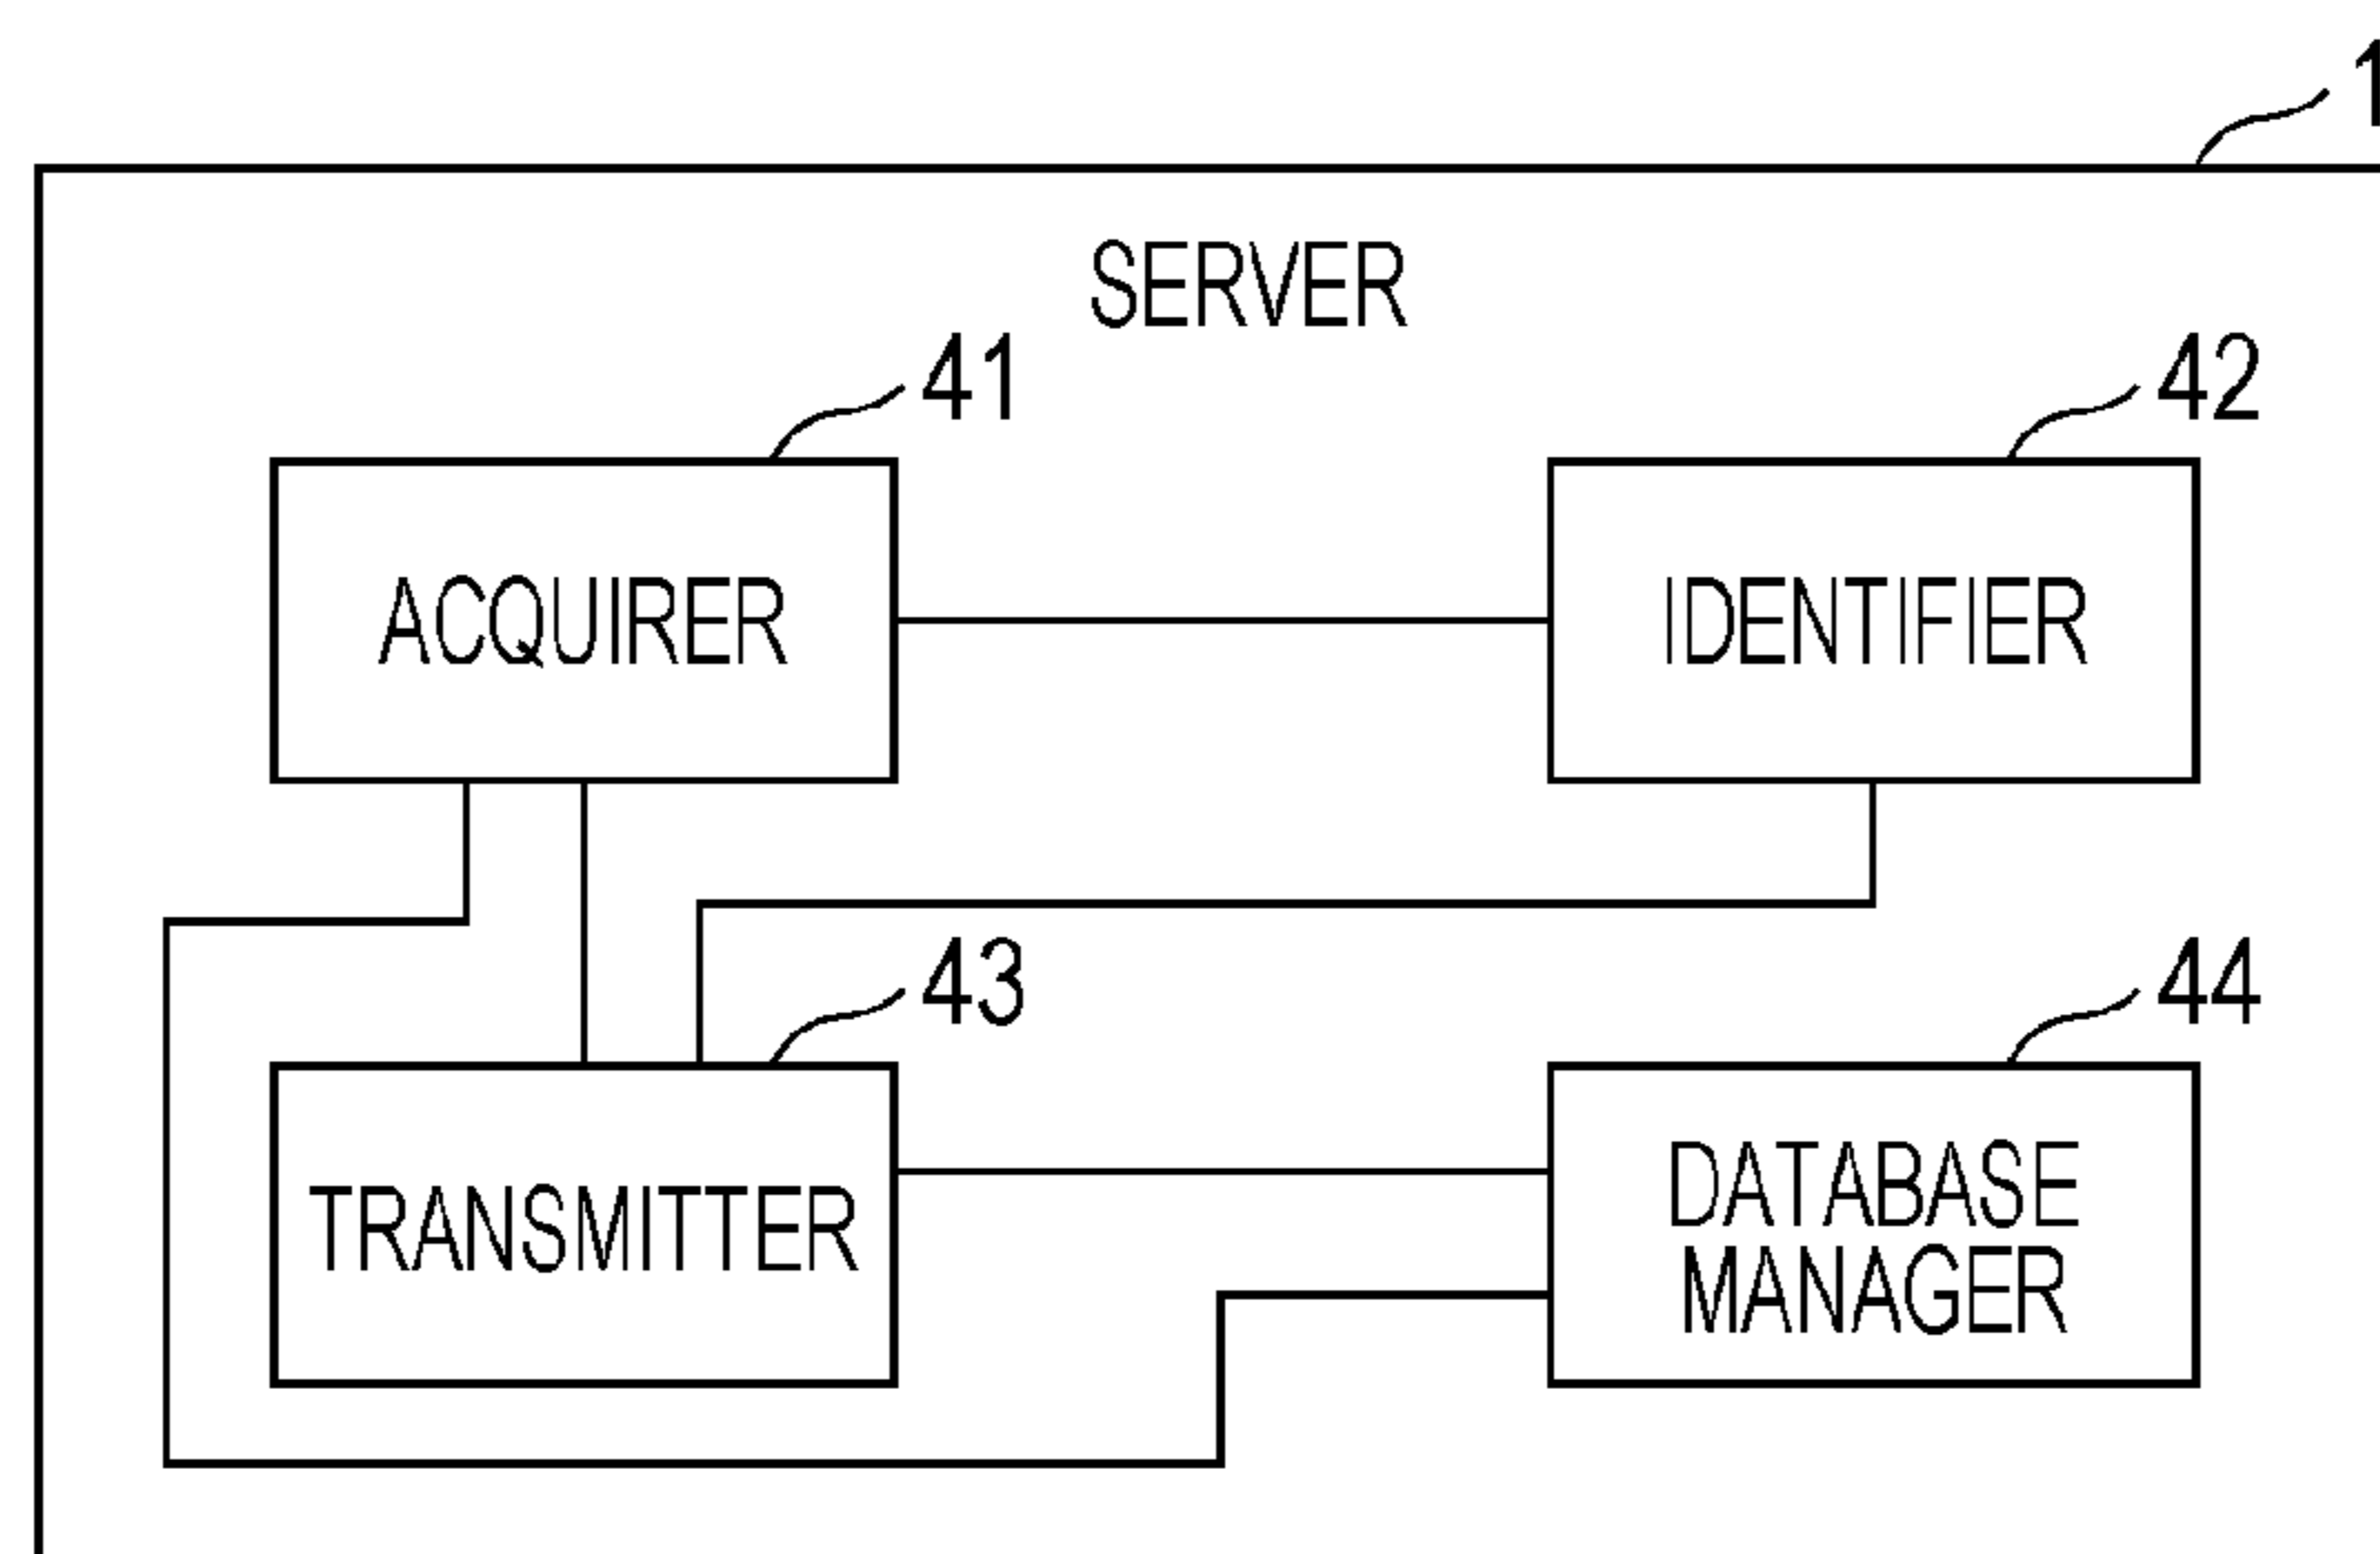 1
SERVER
41
42
ACQUIRER
IDENTIFIER
43
44
TRANSMITTER
DATABASE
MANAGER